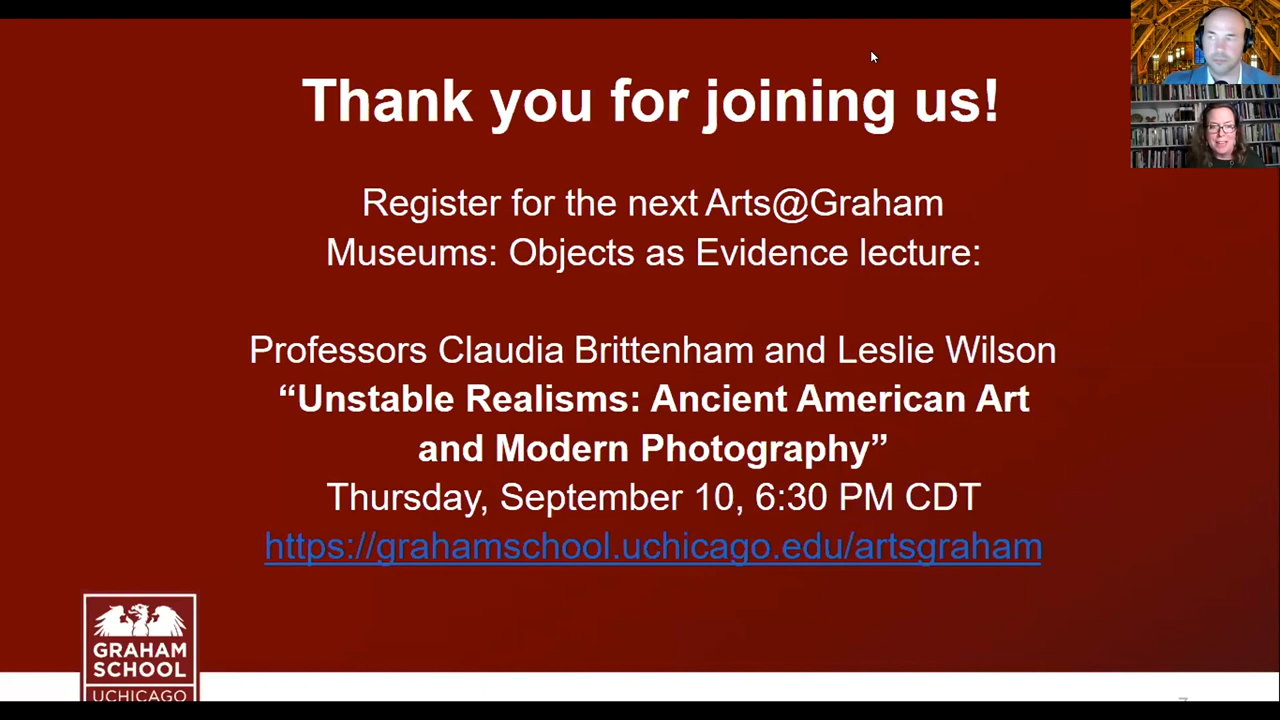 Thank you for joining us!
Register for the next Arts@Graham
Museums: Objects as Evidence lecture:
Professors Claudia Brittenham and Leslie Wilson
“Unstable Realisms: Ancient American Art
and Modern Photography”
Thursday, September 10, 6:30 PM CDT
https://grahamschool.uchicago.edu/artsgraham
GRAHAM
SCHOOL
UCHICAGO